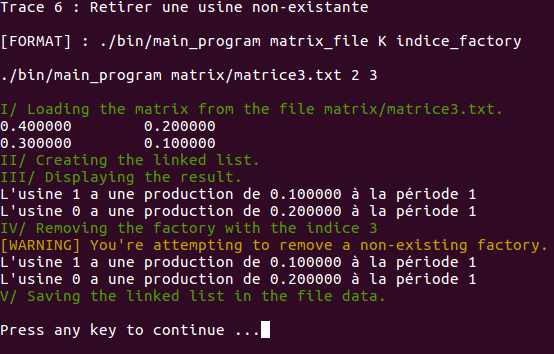 Trace 6 : Retirer une usine non-existante
[FORMAT] : ./bin/main_program matrix_file K indice_factory
./bin/main_program matrix/matrice3.txt 2 3
I/ Loading the matrix from the file matrix/matrice3.txt.
0.400000 0.200000
0.300000 0.100000
II/ Creating the linked list.
III/ Displaying the result.
L'usine 1 a une production de 0.100000 à la période 1
L'usine 0 a une production de 0.200000 à la période 1
IV/ Removing the factory with the indice 3
[WARNING] You're attempting to remove a non-existing factory.
L'usine 1 a une production de 0.100000 à la période 1
L'usine 0 a une production de 0.200000 à la période 1
V/ Saving the linked list in the file data.
Press any key to continue ...